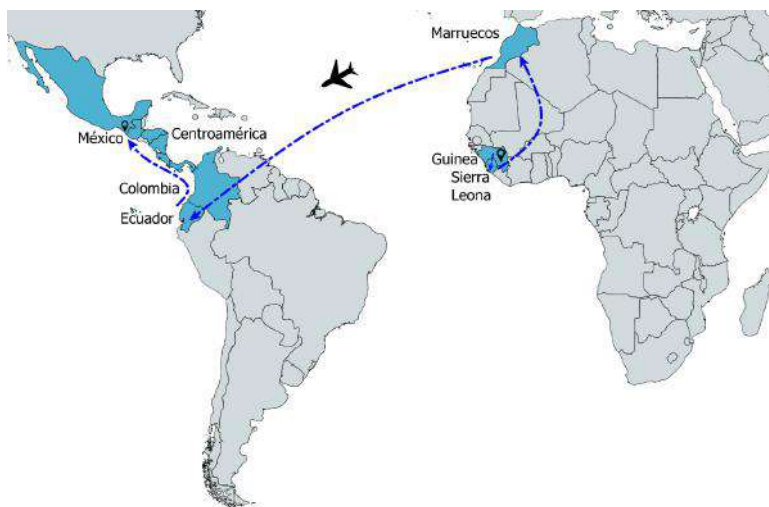 Marruecos
México
Centroamérica
Guinea
Sierra
Leona
Colombia
Ecuador